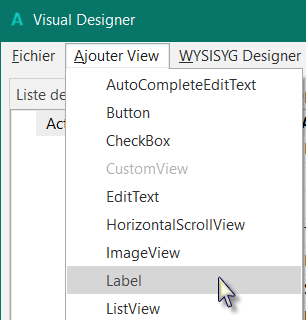 A Visual Designer
Fichier Ajouter View WYSISYG Designer
Liste de
Act
AutoCompleteEditText
Button
CheckBox
CustomView
EditText
HorizontalScrollView
ImageView
Label
ListView